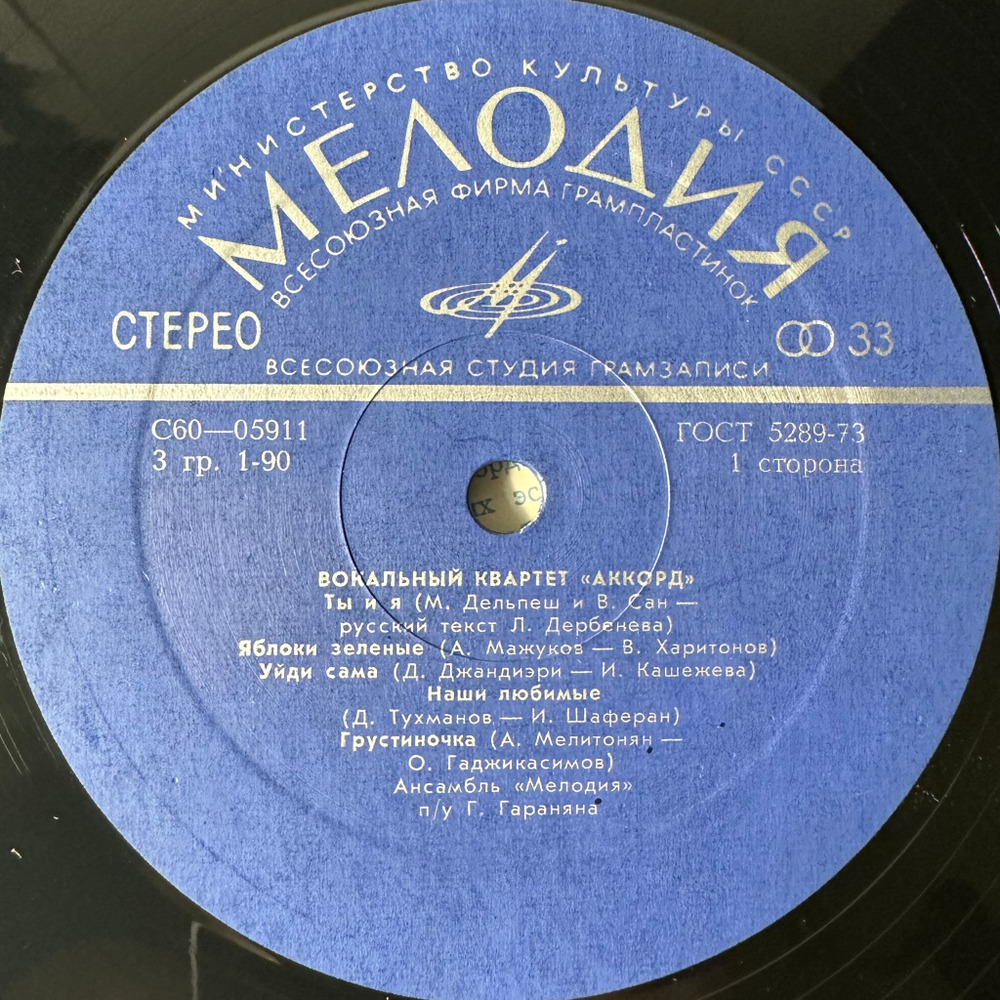 МИНИСТЕРСТВО КУЛЬТУРЫ СССР
МЕЛОДИЯ
ВСЕСОЮЗНАЯ ФИРМА ГРАМПЛАСТИНОК
СТЕРЕО
33
ВСЕСОЮЗНАЯ СТУДИЯ ГРАМЗАПИСИ
С60—05911
ГОСТ 5289-73
3 гр. 1-90
1 сторона
ВОКАЛЬНЫЙ КВАРТЕТ «АККОРД»
Ты и я (М. Дельпеш и В. Сан —
русский текст Л. Дербенева)
Яблоки зеленые (А. Мажуков — В. Харитонов)
Уйди сама (Д. Джандиэри — И. Кашежева)
Наши любимые
(Д. Тухманов — И. Шаферан)
Грустиночка (А. Мелитонян —
О. Гаджикасимов)
Ансамбль «Мелодия»
п/у Г. Гараняна